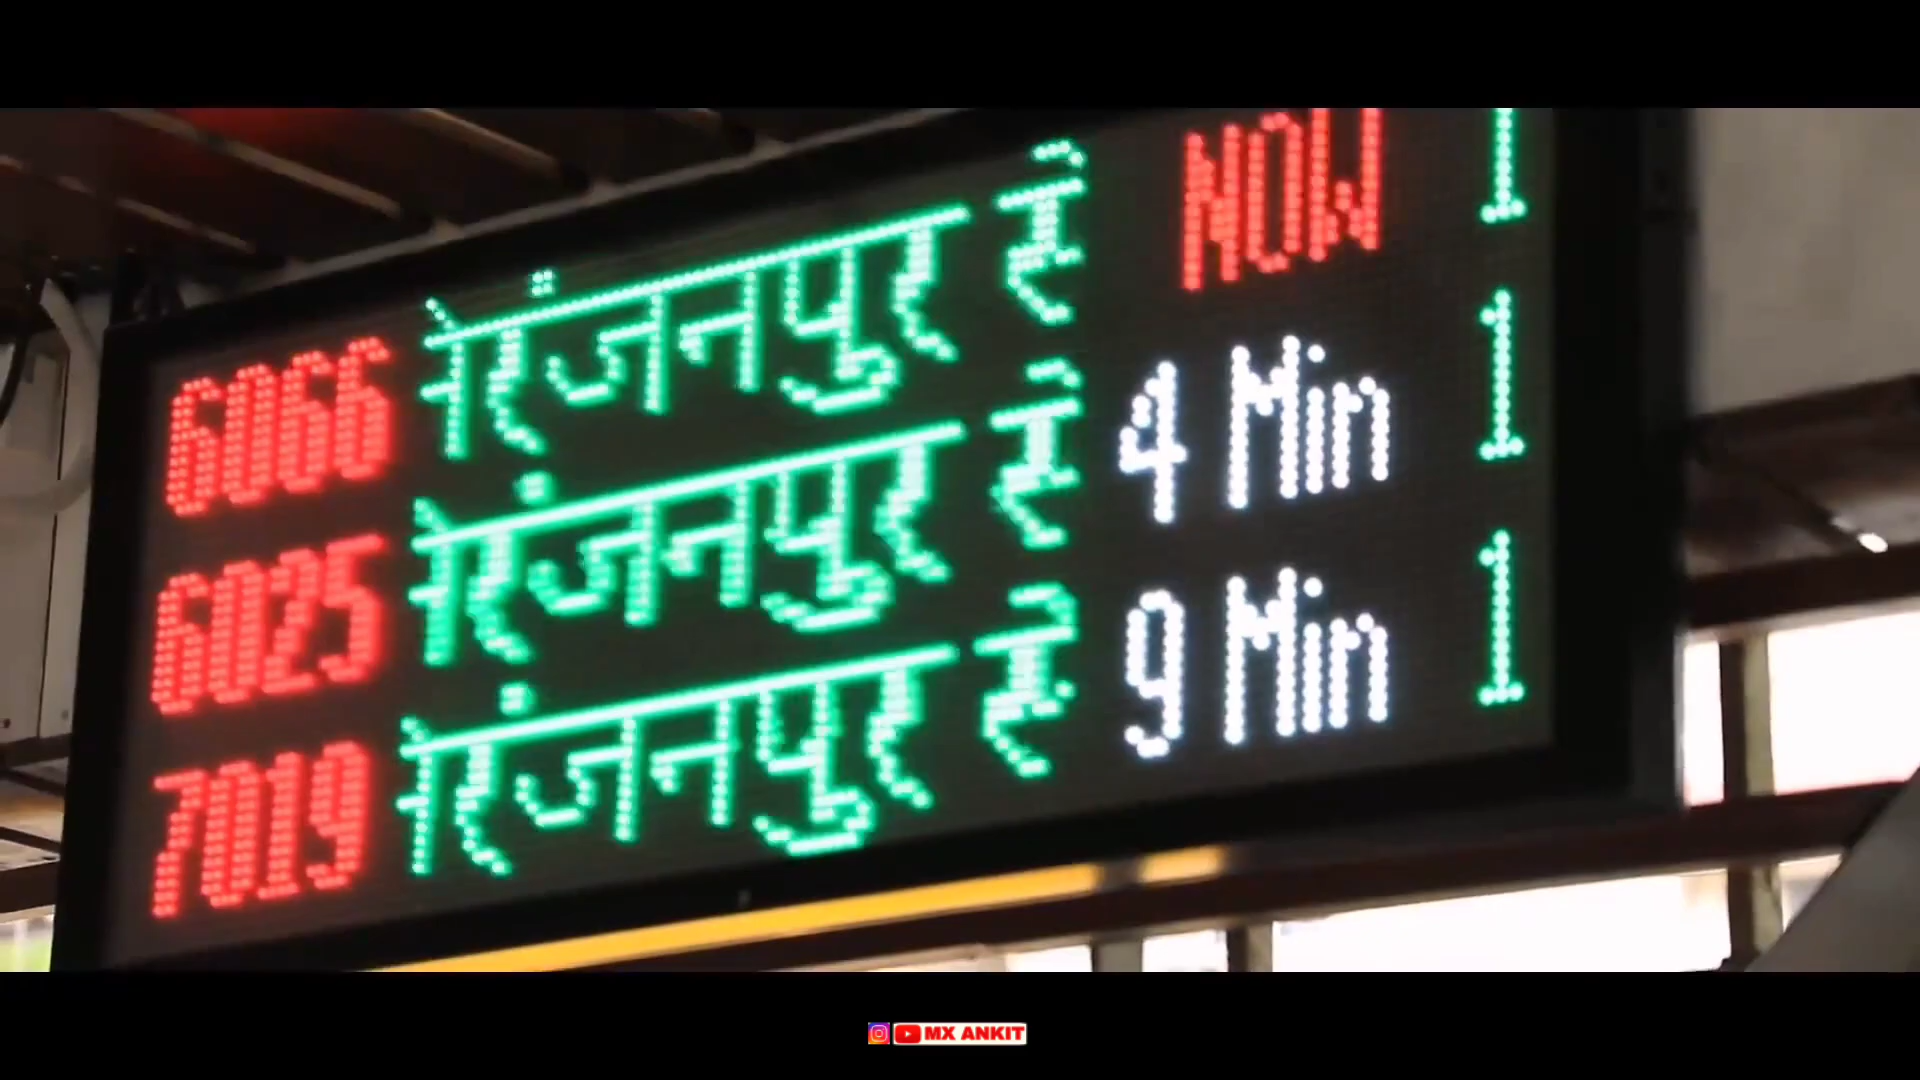 6066 निरंजनपुर हे NOW 1
6025 निरंजनपुर हे 4 Min 1
7019 निरंजनपुर हे 9 Min 1
MX ANKIT